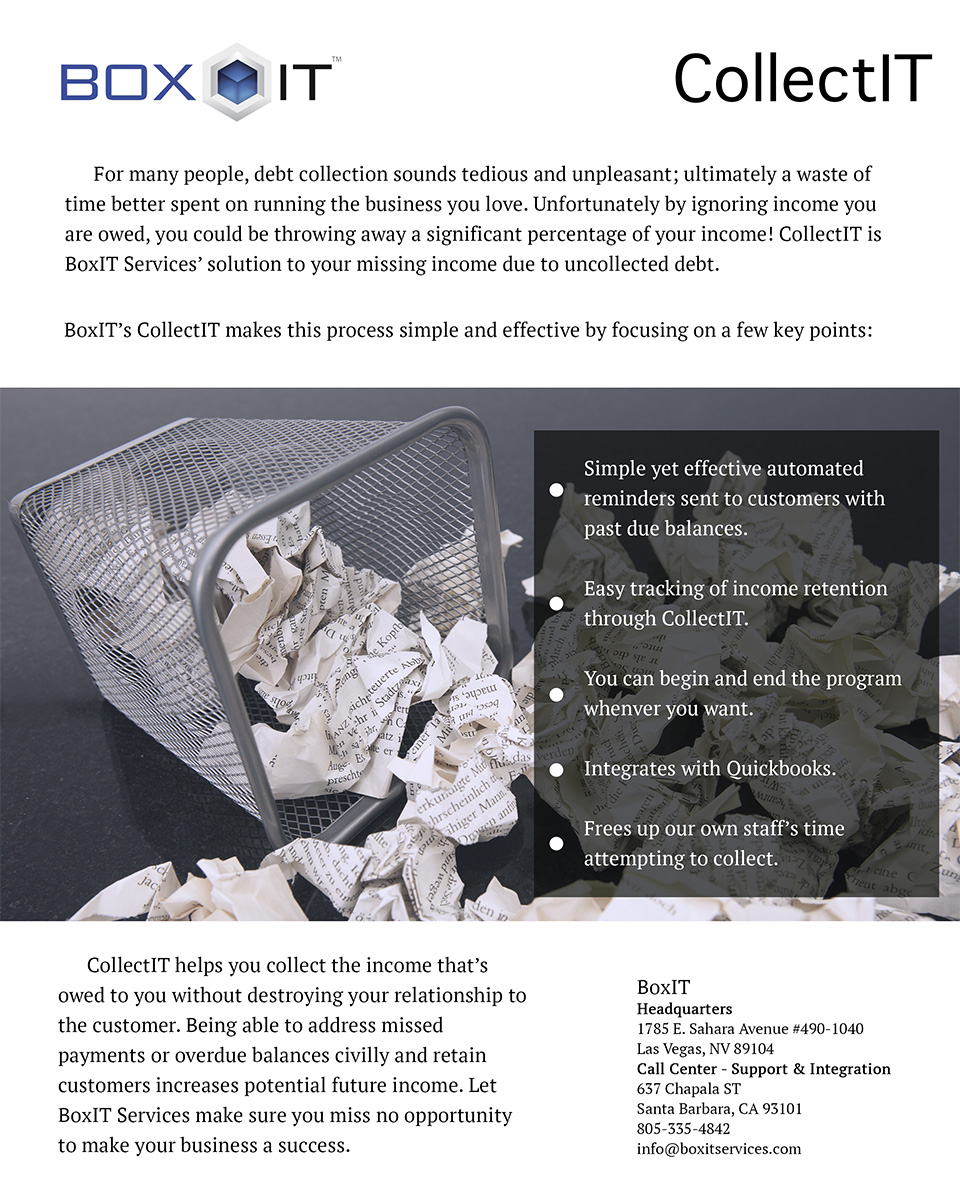 BOX IT™
CollectIT
For many people, debt collection sounds tedious and unpleasant; ultimately a waste of
time better spent on running the business you love. Unfortunately by ignoring income you
are owed, you could be throwing away a significant percentage of your income! CollectIT is
BoxIT Services’ solution to your missing income due to uncollected debt.
BoxIT’s CollectIT makes this process simple and effective by focusing on a few key points:
Simple yet effective automated
reminders sent to customers with
past due balances.
Easy tracking of income retention
through CollectIT.
You can begin and end the program
whenver you want.
Integrates with Quickbooks.
Frees up our own staff’s time
attempting to collect.
CollectIT helps you collect the income that’s
owed to you without destroying your relationship to
the customer. Being able to address missed
payments or overdue balances civilly and retain
customers increases potential future income. Let
BoxIT Services make sure you miss no opportunity
to make your business a success.
BoxIT
Headquarters
1785 E. Sahara Avenue #490-1040
Las Vegas, NV 89104
Call Center - Support & Integration
637 Chapala ST
Santa Barbara, CA 93101
805-335-4842
info@boxitservices.com